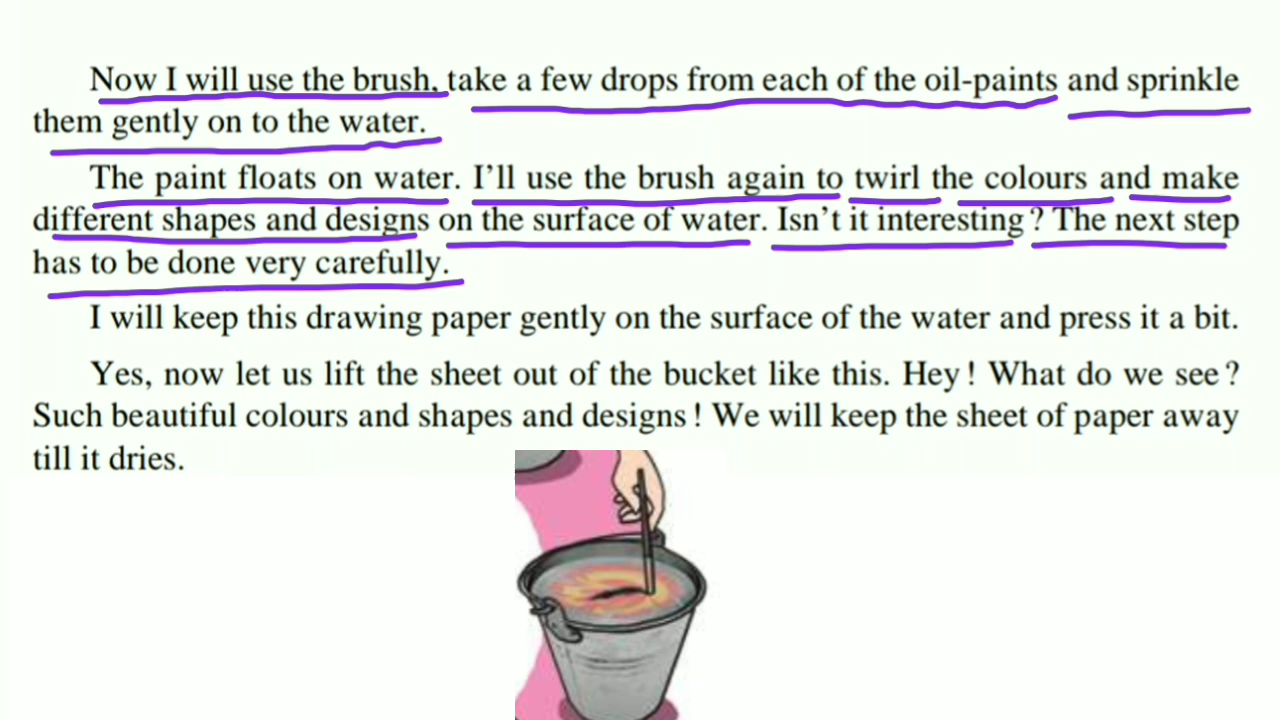 Now I will use the brush, take a few drops from each of the oil-paints and sprinkle
them gently on to the water.
The paint floats on water. I’ll use the brush again to twirl the colours and make
different shapes and designs on the surface of water. Isn’t it interesting ? The next step
has to be done very carefully.
I will keep this drawing paper gently on the surface of the water and press it a bit.
Yes, now let us lift the sheet out of the bucket like this. Hey ! What do we see ?
Such beautiful colours and shapes and designs ! We will keep the sheet of paper away
till it dries.